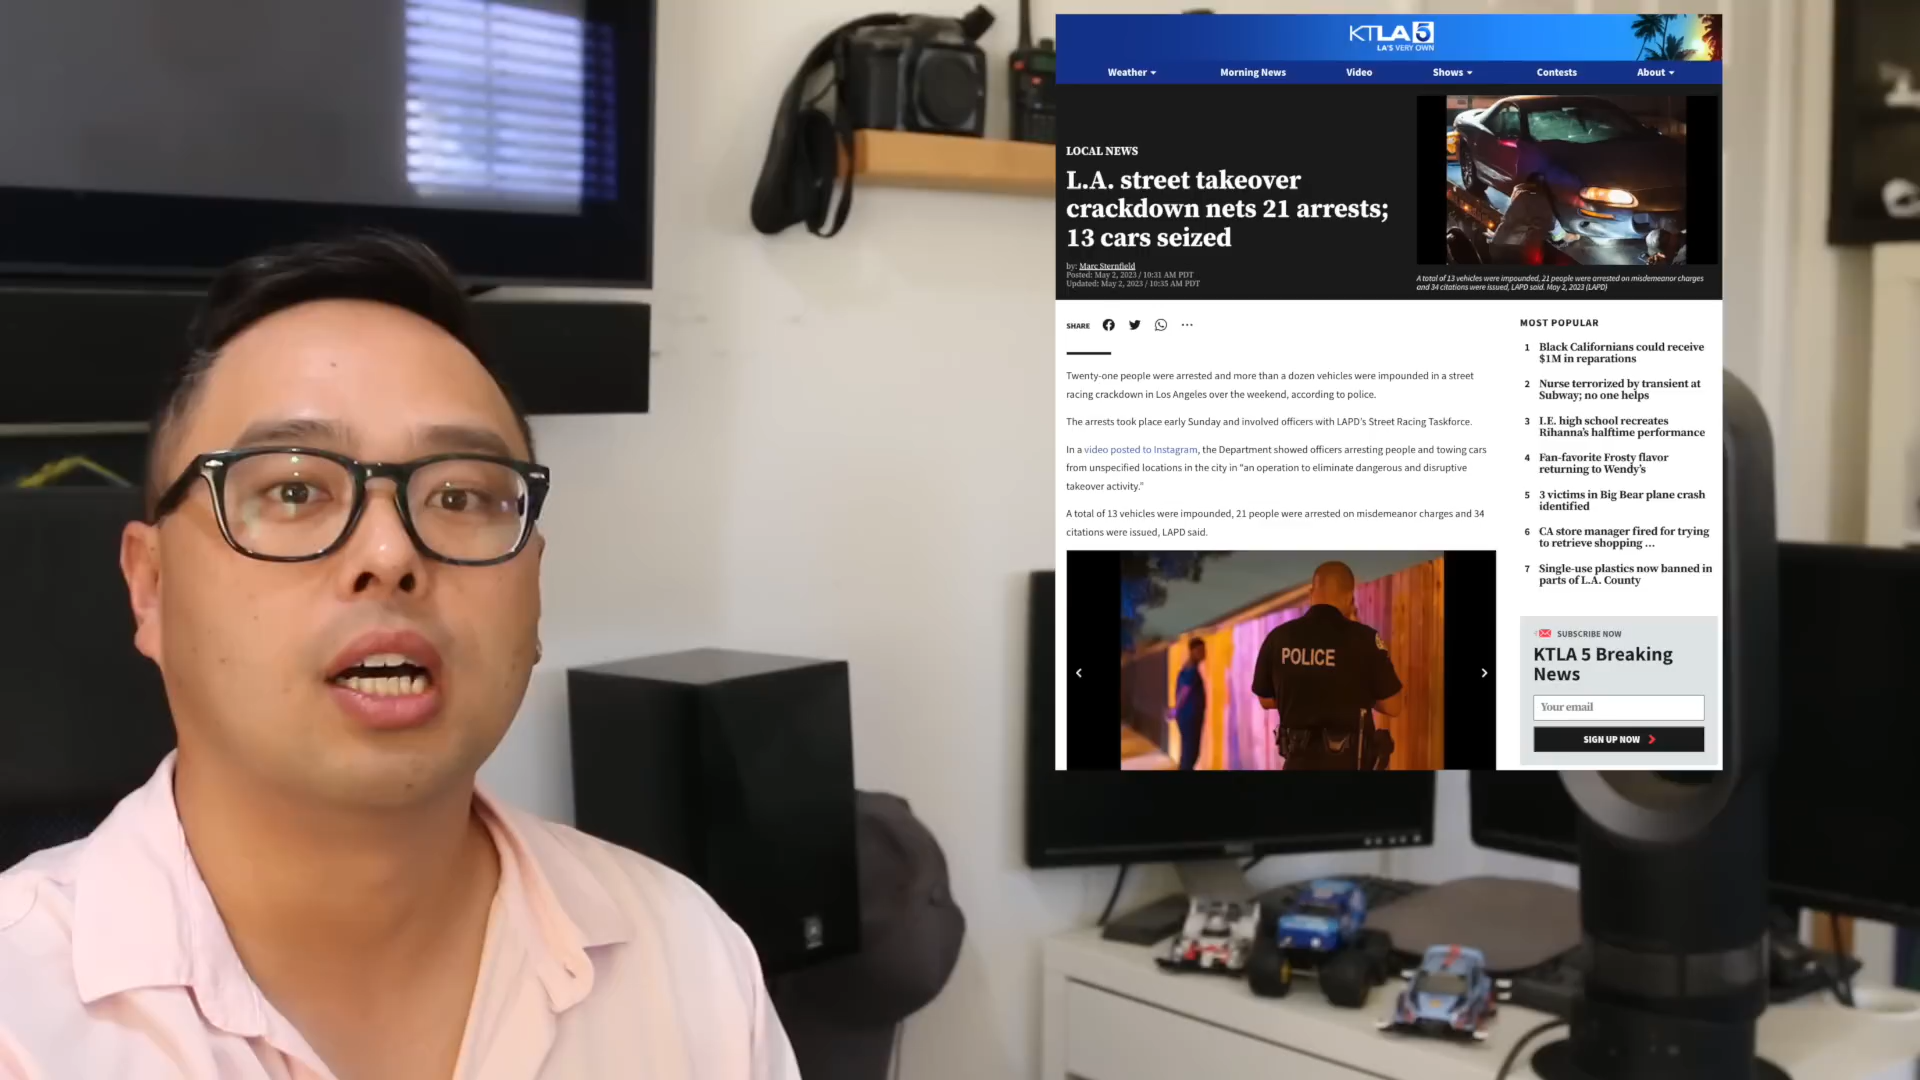 KTLA 5
LA'S VERY OWN
Weather
Morning News
Video
Shows
Contests
About
LOCAL NEWS
L.A. street takeover
crackdown nets 21 arrests;
13 cars seized
by: Marc Sternfield
Posted: May 2, 2023 / 10:31 AM PDT
Updated: May 2, 2023 / 10:35 AM PDT
A total of 13 vehicles were impounded, 21 people were arrested on misdemeanor charges
and 34 citations were issued, LAPD said. May 2, 2023 (LAPD)
SHARE
Twenty-one people were arrested and more than a dozen vehicles were impounded in a street
racing crackdown in Los Angeles over the weekend, according to police.
The arrests took place early Sunday and involved officers with LAPD's Street Racing Taskforce.
In a video posted to Instagram, the Department showed officers arresting people and towing cars
from unspecified locations in the city in "an operation to eliminate dangerous and disruptive
takeover activity."
A total of 13 vehicles were impounded, 21 people were arrested on misdemeanor charges and 34
citations were issued, LAPD said.
POLICE
MOST POPULAR
1 Black Californians could receive
$1M in reparations
2 Nurse terrorized by transient at
Subway; no one helps
3 I.E. high school recreates
Rihanna's halftime performance
4 Fan-favorite Frosty flavor
returning to Wendy's
5 3 victims in Big Bear plane crash
identified
6 CA store manager fired for trying
to retrieve shopping ...
7 Single-use plastics now banned in
parts of L.A. County
SUBSCRIBE NOW
KTLA 5 Breaking
News
Your email
SIGN UP NOW